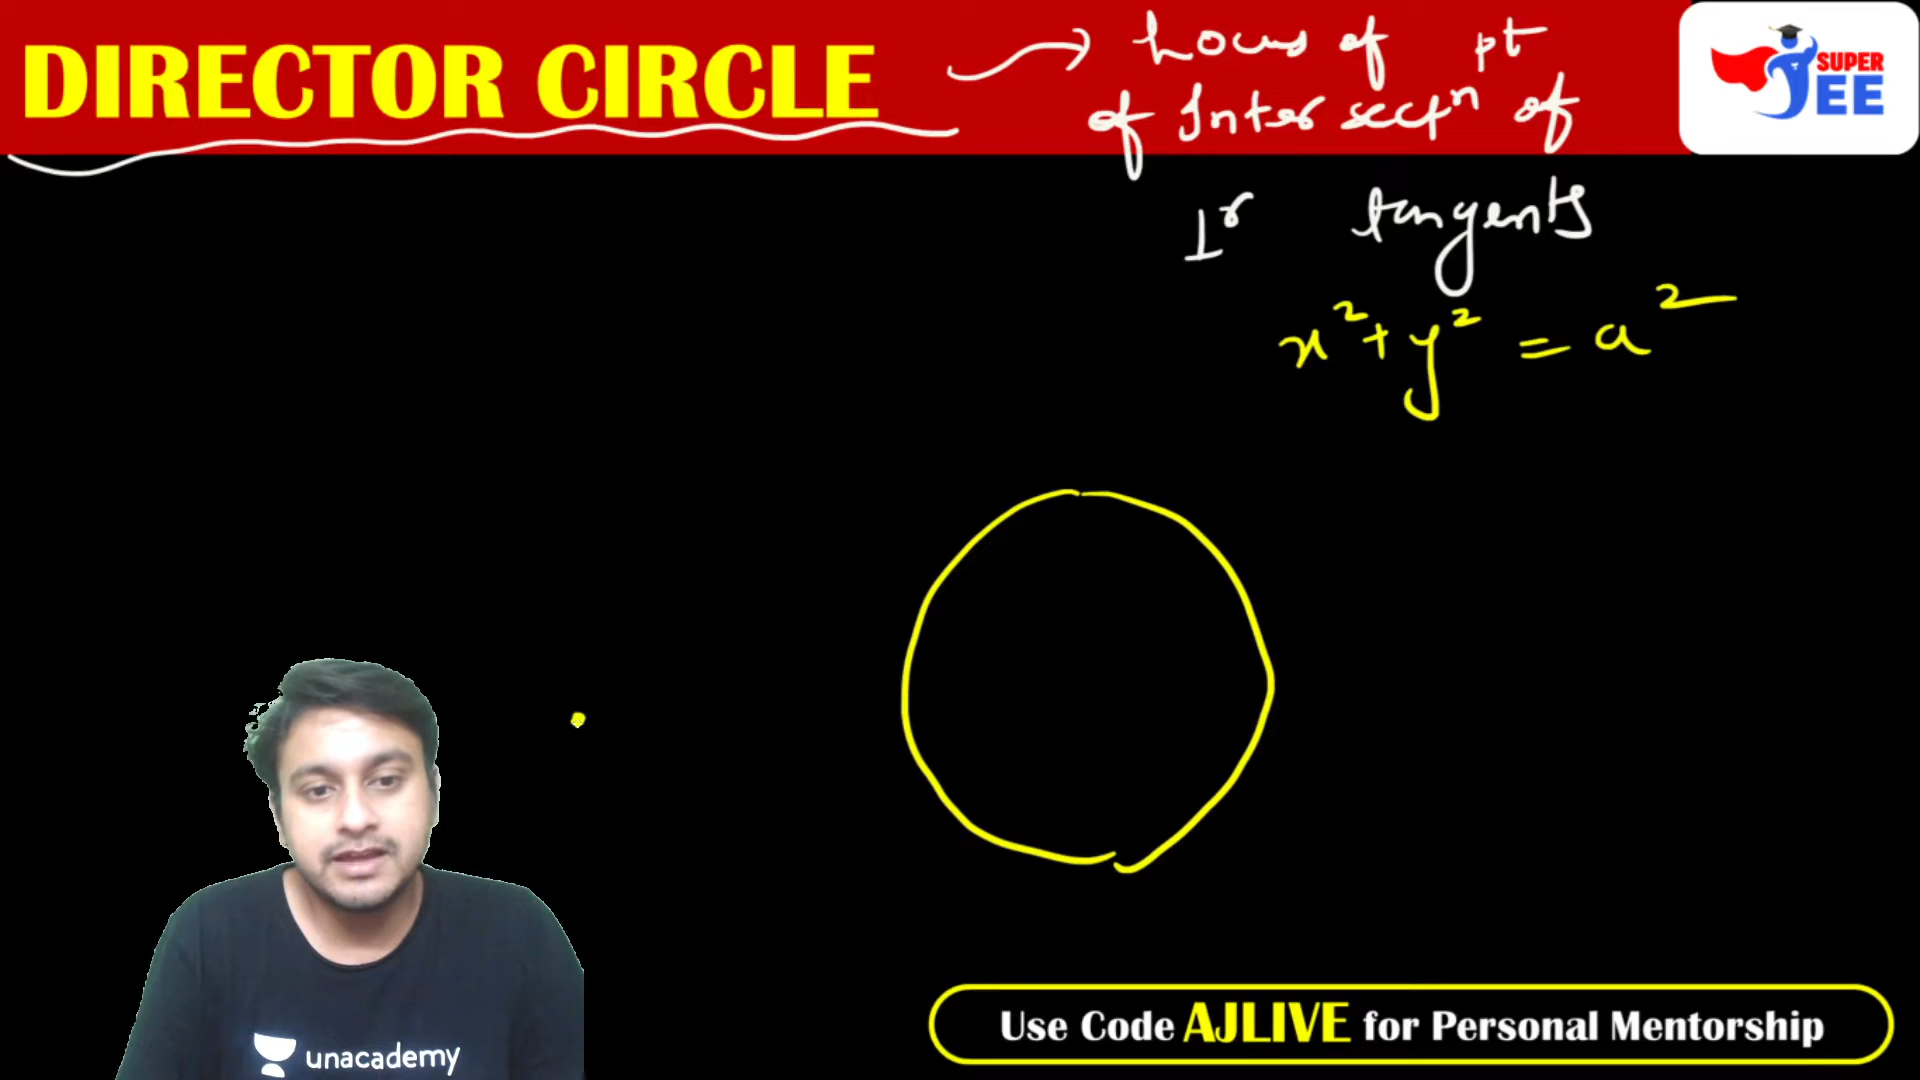 DIRECTOR CIRCLE
→ Locus of pt
of Intersectⁿ of
⊥ʳ tangents
x² + y² = a²
SUPER
JEE
unacademy
Use Code AJLIVE for Personal Mentorship